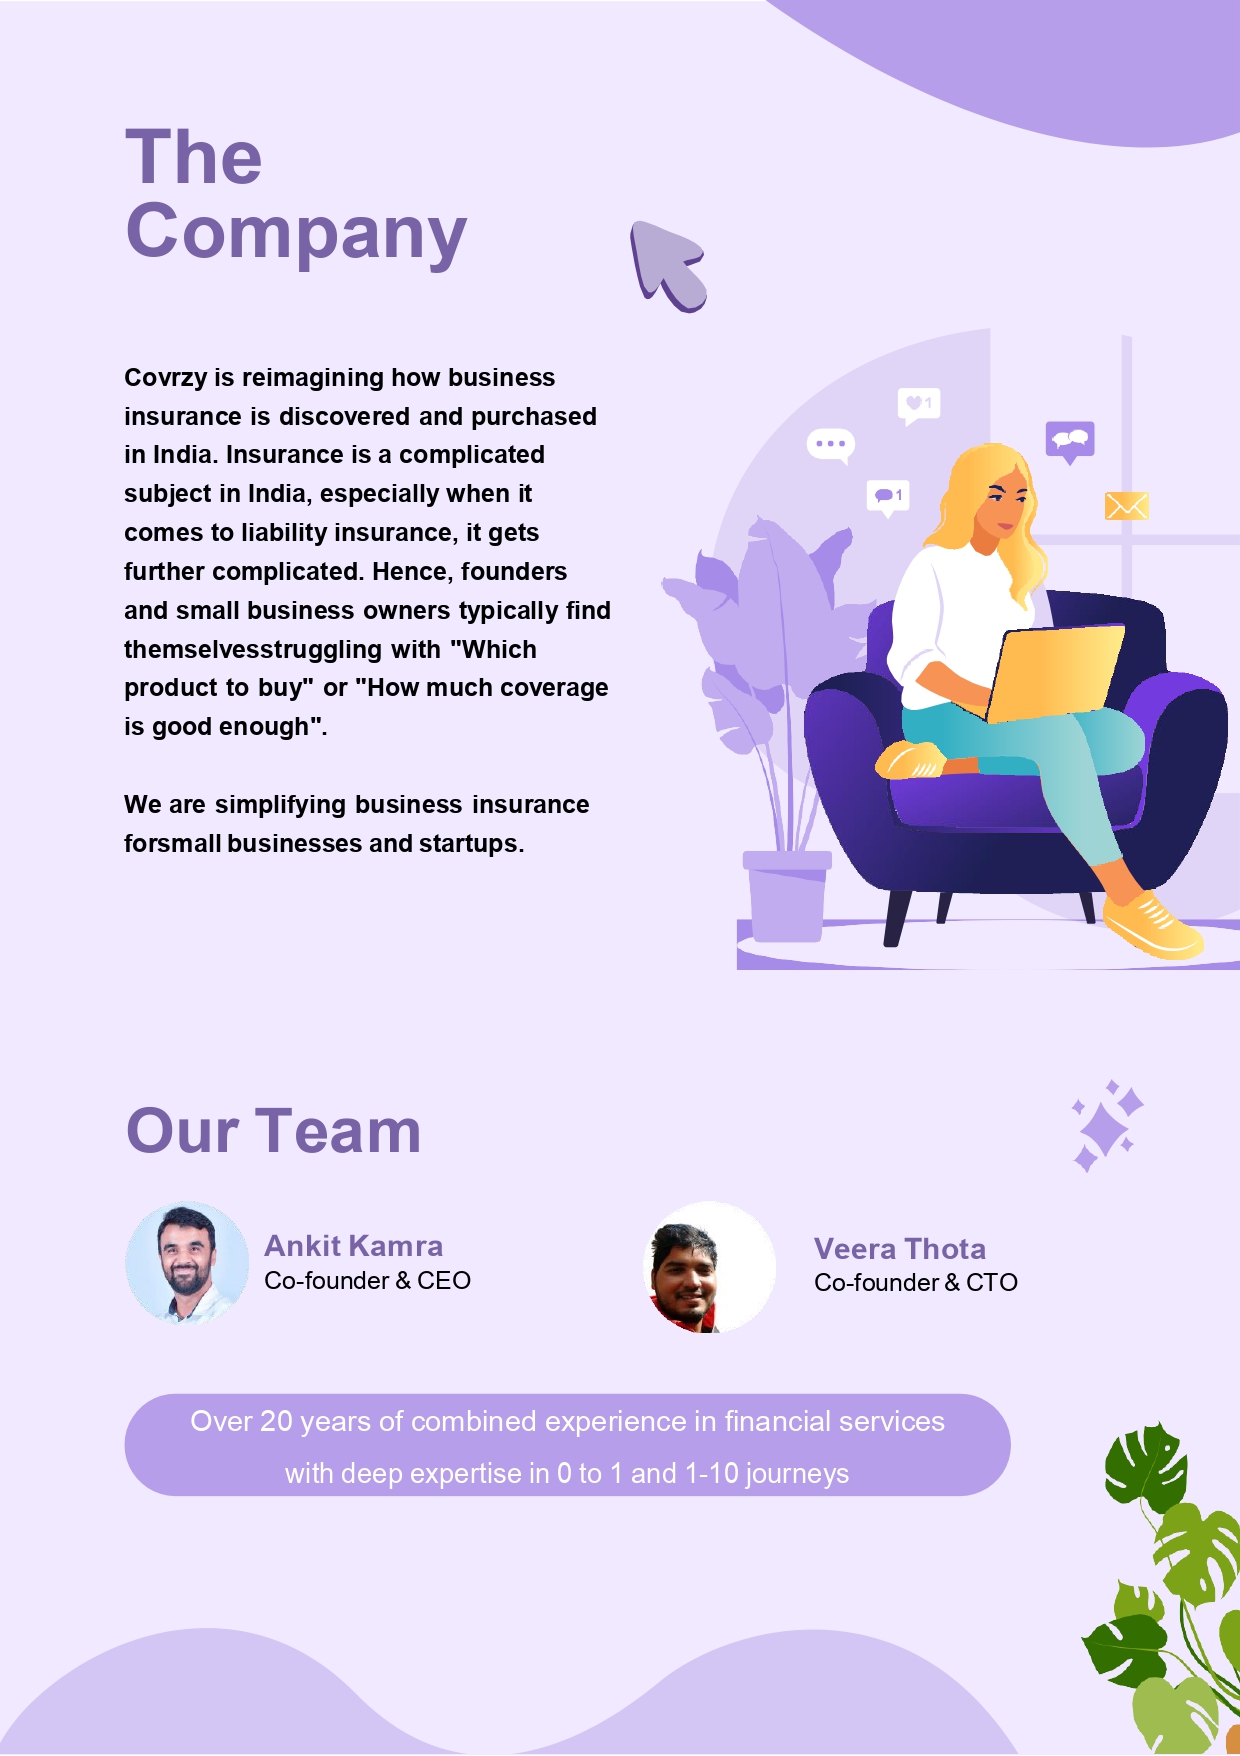 The
Company
Covrzy is reimagining how business
insurance is discovered and purchased
in India. Insurance is a complicated
subject in India, especially when it
comes to liability insurance, it gets
further complicated. Hence, founders
and small business owners typically find
themselvesstruggling with "Which
product to buy" or "How much coverage
is good enough".
We are simplifying business insurance
forsmall businesses and startups.
1
1
Our Team
Ankit Kamra
Co-founder & CEO
Veera Thota
Co-founder & CTO
Over 20 years of combined experience in financial services
with deep expertise in 0 to 1 and 1-10 journeys